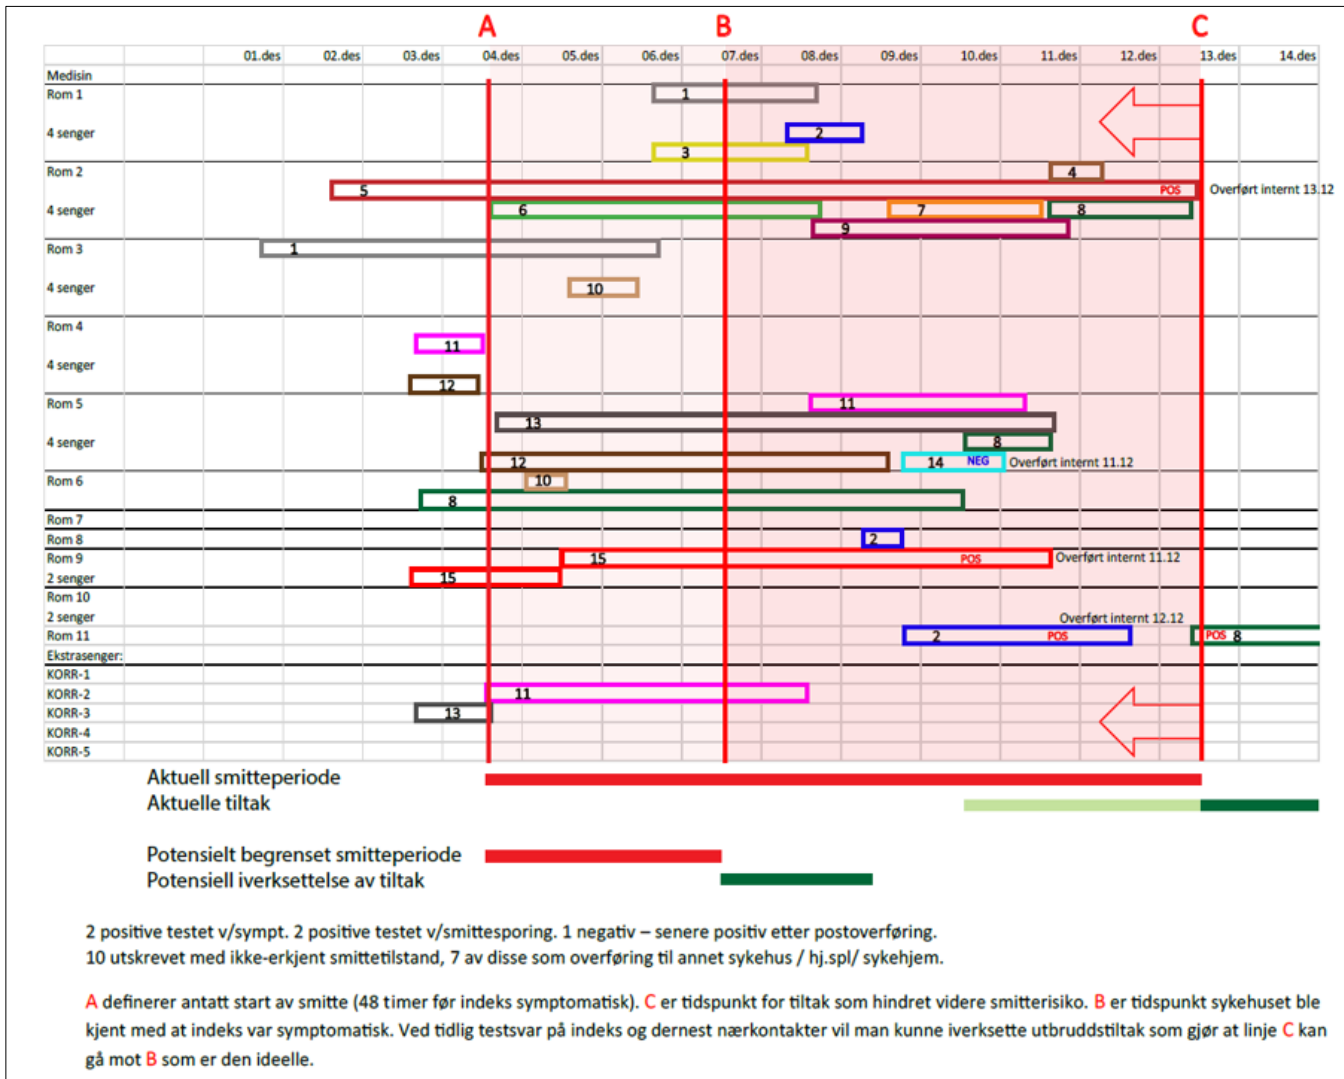 A B C
01.des 02.des 03.des 04.des 05.des 06.des 07.des 08.des 09.des 10.des 11.des 12.des 13.des 14.des
Medisin
Rom 1 1
4 senger 2
3
Rom 2 4
5 POS Overført internt 13.12
4 senger 6 7 8
9
Rom 3 1
4 senger 10
Rom 4
11
4 senger
12
Rom 5 11
13
4 senger 8
12 14 NEG Overført internt 11.12
Rom 6 10
8
Rom 7
Rom 8 2
Rom 9 15 POS Overført internt 11.12
2 senger 15
Rom 10
2 senger Overført internt 12.12
Rom 11 2 POS POS 8
Ekstrasenger:
KORR-1
KORR-2 11
KORR-3 13
KORR-4
KORR-5
Aktuell smitteperiode
Aktuelle tiltak
Potensielt begrenset smitteperiode
Potensiell iverksettelse av tiltak
2 positive testet v/sympt. 2 positive testet v/smittesporing. 1 negativ – senere positiv etter postoverføring.
10 utskrevet med ikke-erkjent smittetilstand, 7 av disse som overføring til annet sykehus / hj.spl/ sykehjem.
A definerer antatt start av smitte (48 timer før indeks symptomatisk). C er tidspunkt for tiltak som hindret videre smitterisiko. B er tidspunkt sykehuset ble
kjent med at indeks var symptomatisk. Ved tidlig testsvar på indeks og dernest nærkontakter vil man kunne iverksette utbruddstiltak som gjør at linje C kan
gå mot B som er den ideelle.